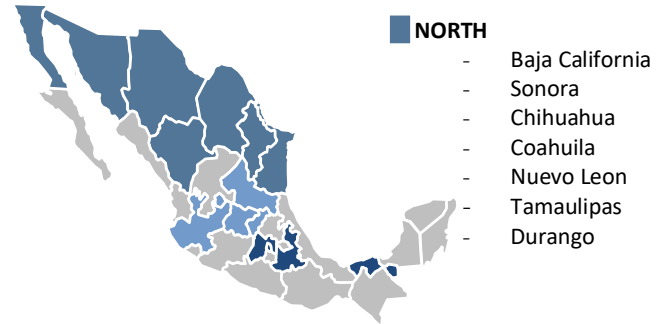 NORTH
- Baja California
- Sonora
- Chihuahua
- Coahuila
- Nuevo Leon
- Tamaulipas
- Durango